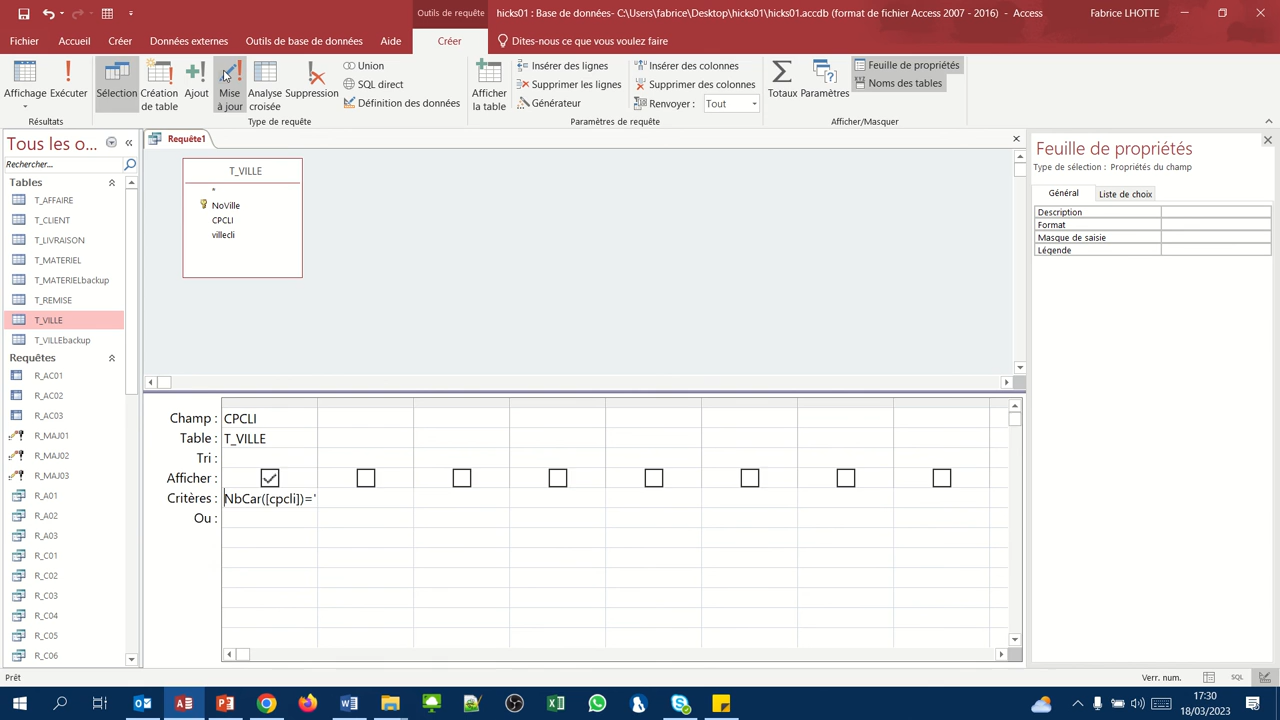 Outils de requête
hicks01 : Base de données- C:\Users\fabrice\Desktop\hicks01\hicks01.accdb (format de fichier Access 2007 - 2016) - Access
Fabrice LHOTTE
Fichier
Accueil
Créer
Données externes
Outils de base de données
Aide
Créer
Dites-nous ce que vous voulez faire
Affichage
Exécuter
Sélection
Création de table
Ajout
Mise à jour
Analyse croisée
Suppression
Union
SQL direct
Définition des données
Afficher la table
Insérer des lignes
Supprimer les lignes
Générateur
Insérer des colonnes
Supprimer des colonnes
Renvoyer : Tout
Totaux
Paramètres
Feuille de propriétés
Noms des tables
Résultats
Type de requête
Paramètres de requête
Afficher/Masquer
Tous les o...
Rechercher...
Tables
T_AFFAIRE
T_CLIENT
T_LIVRAISON
T_MATERIEL
T_MATERIELbackup
T_REMISE
T_VILLE
T_VILLEbackup
Requêtes
R_AC01
R_AC02
R_AC03
R_MAJ01
R_MAJ02
R_MAJ03
R_A01
R_A02
R_A03
R_C01
R_C02
R_C03
R_C04
R_C05
R_C06
Requête1
T_VILLE
*
NoVille
CPCLI
villecli
Champ : CPCLI
Table : T_VILLE
Tri :
Afficher :
Critères : NbCar([cpcli])='
Ou :
Feuille de propriétés
Type de sélection : Propriétés du champ
Général
Liste de choix
Description
Format
Masque de saisie
Légende
Prêt
Verr. num.
SQL
17:30
18/03/2023